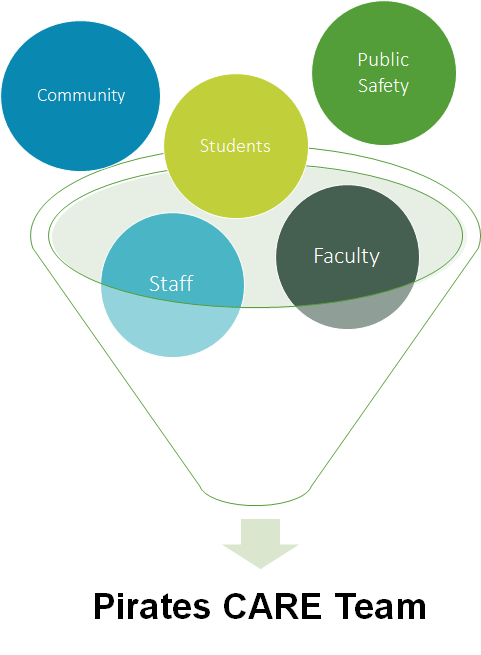 Public
Safety
Community
Students
Faculty
Staff
Pirates CARE Team